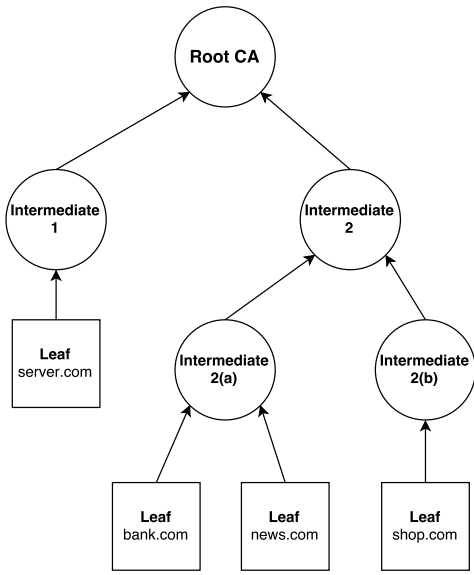 Root CA
Intermediate
1
Intermediate
2
Leaf
server.com
Intermediate
2(a)
Intermediate
2(b)
Leaf
bank.com
Leaf
news.com
Leaf
shop.com